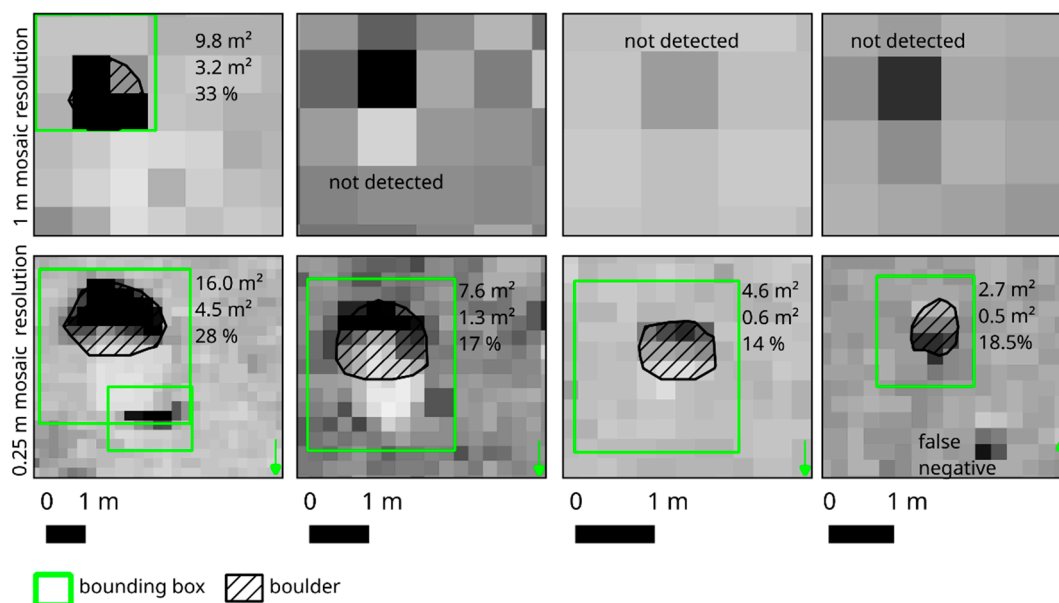 1 m mosaic resolution
9.8 m²
3.2 m²
33 %
not detected
not detected
not detected
0.25 m mosaic resolution
16.0 m²
4.5 m²
28 %
7.6 m²
1.3 m²
17 %
4.6 m²
0.6 m²
14 %
2.7 m²
0.5 m²
18.5%
false
negative
0 1 m
0 1 m
0 1 m
0 1 m
bounding box
boulder